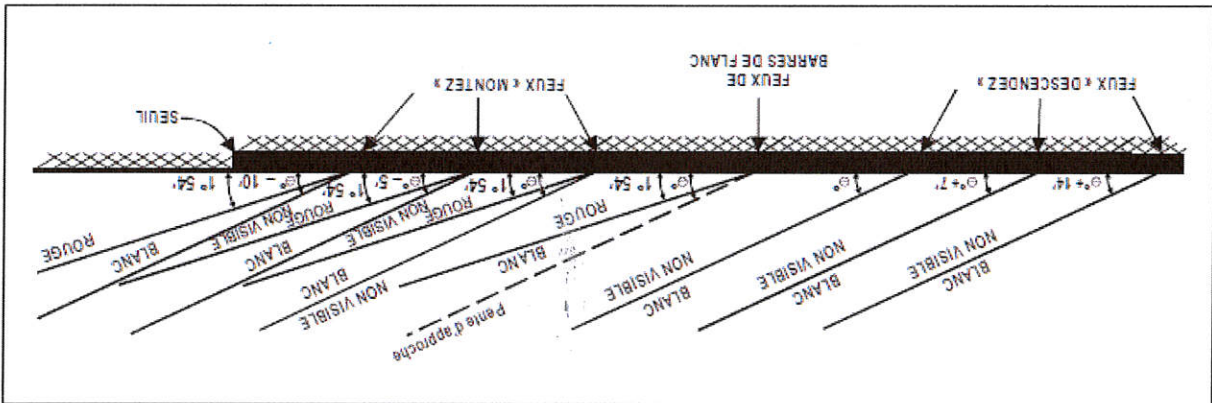 BLANC
NON VISIBLE
BLANC
NON VISIBLE
BLANC
NON VISIBLE
Pente d'approche
BLANC
ROUGE
NON VISIBLE
BLANC
ROUGE
NON VISIBLE
BLANC
ROUGE
NON VISIBLE
BLANC
ROUGE
Θ° + 14'
Θ° + 7'
Θ°
Θ°
1° 54'
Θ°
1° 54'
Θ° – 5'
1° 54'
Θ° – 10'
1° 54'
FEUX « DESCENDEZ »
FEUX DE
BARRES DE FLANC
FEUX « MONTEZ »
SEUIL